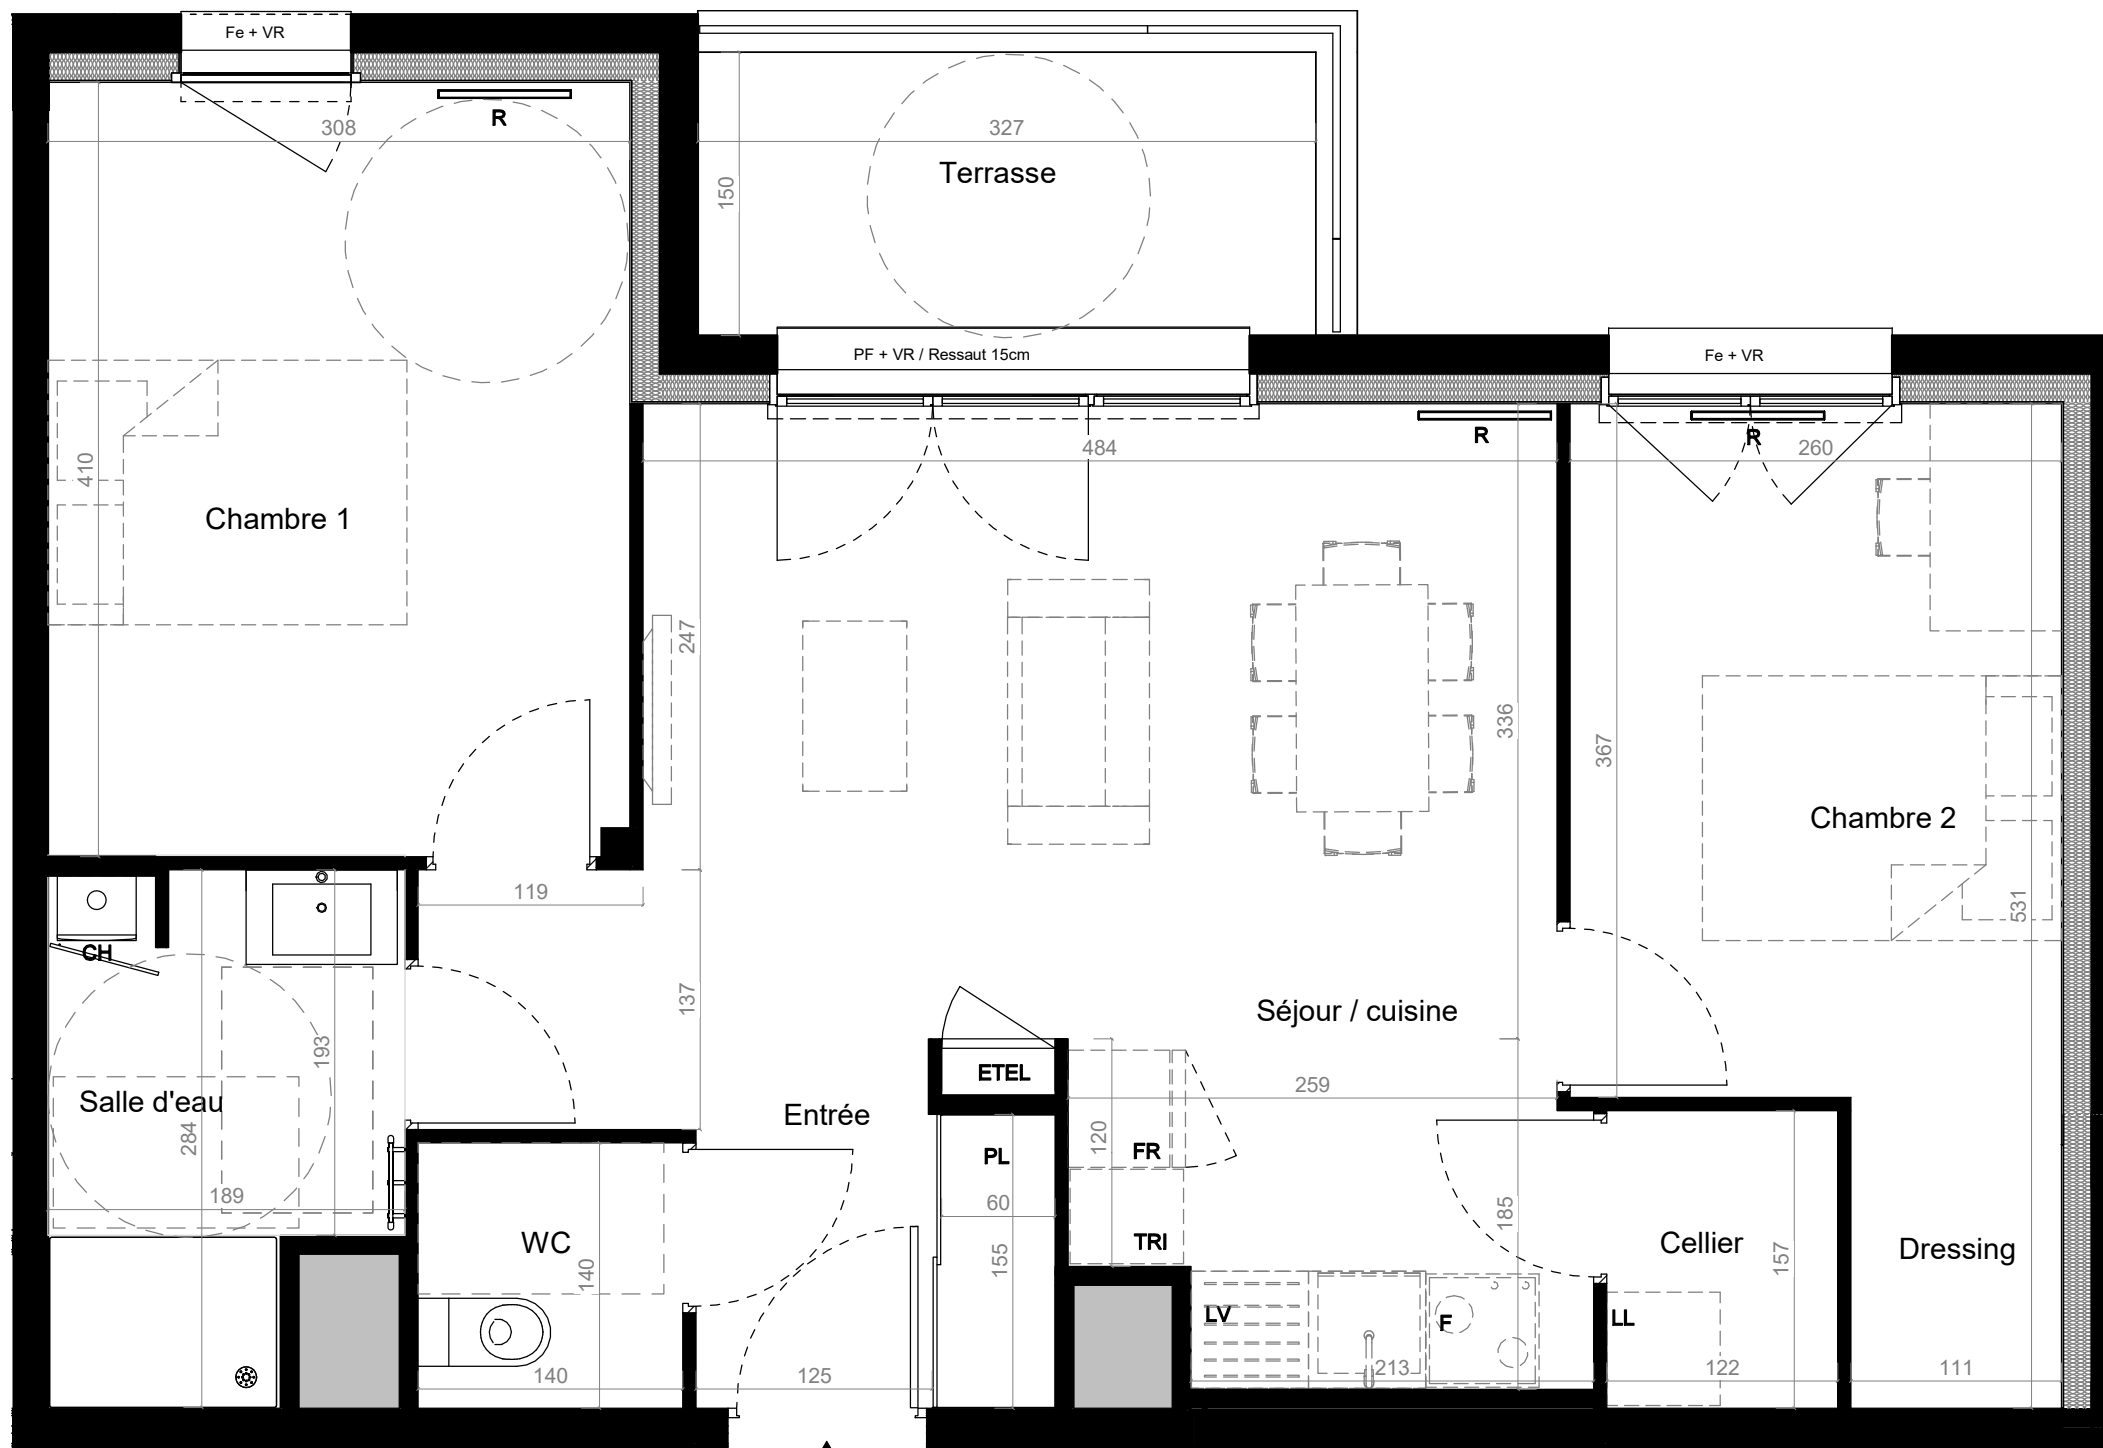 Fe + VR
R
308
327
Terrasse
150
PF + VR / Ressaut 15cm
Fe + VR
R
R
484
260
410
Chambre 1
247
336
367
Chambre 2
531
119
CH
137
193
Séjour / cuisine
ETEL
259
Salle d'eau
Entrée
284
120
FR
PL
189
60
185
WC
TRI
Cellier
Dressing
140
155
157
LV
F
LL
140
125
213
122
111